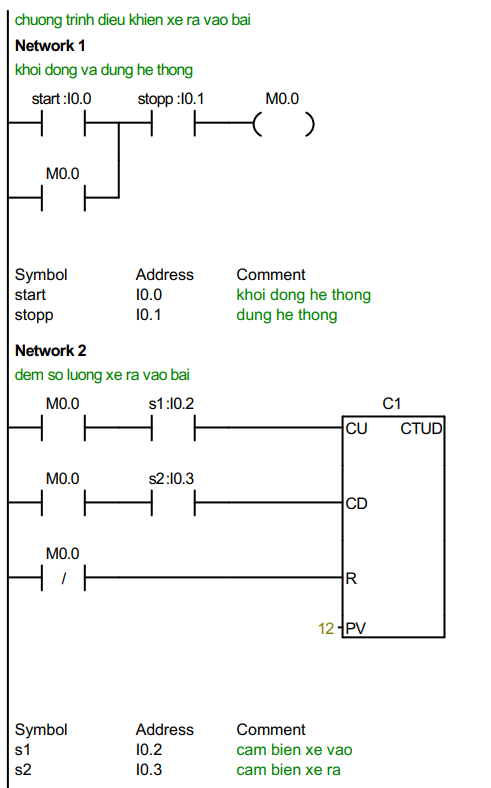 chuong trinh dieu khien xe ra vao bai
Network 1
khoi dong va dung he thong
start:I0.0 stopp:I0.1 M0.0
M0.0
Symbol Address Comment
start I0.0 khoi dong he thong
stopp I0.1 dung he thong
Network 2
dem so luong xe ra vao bai
M0.0 s1:I0.2 C1
CU CTUD
M0.0 s2:I0.3
CD
M0.0
/ R
12 PV
Symbol Address Comment
s1 I0.2 cam bien xe vao
s2 I0.3 cam bien xe ra